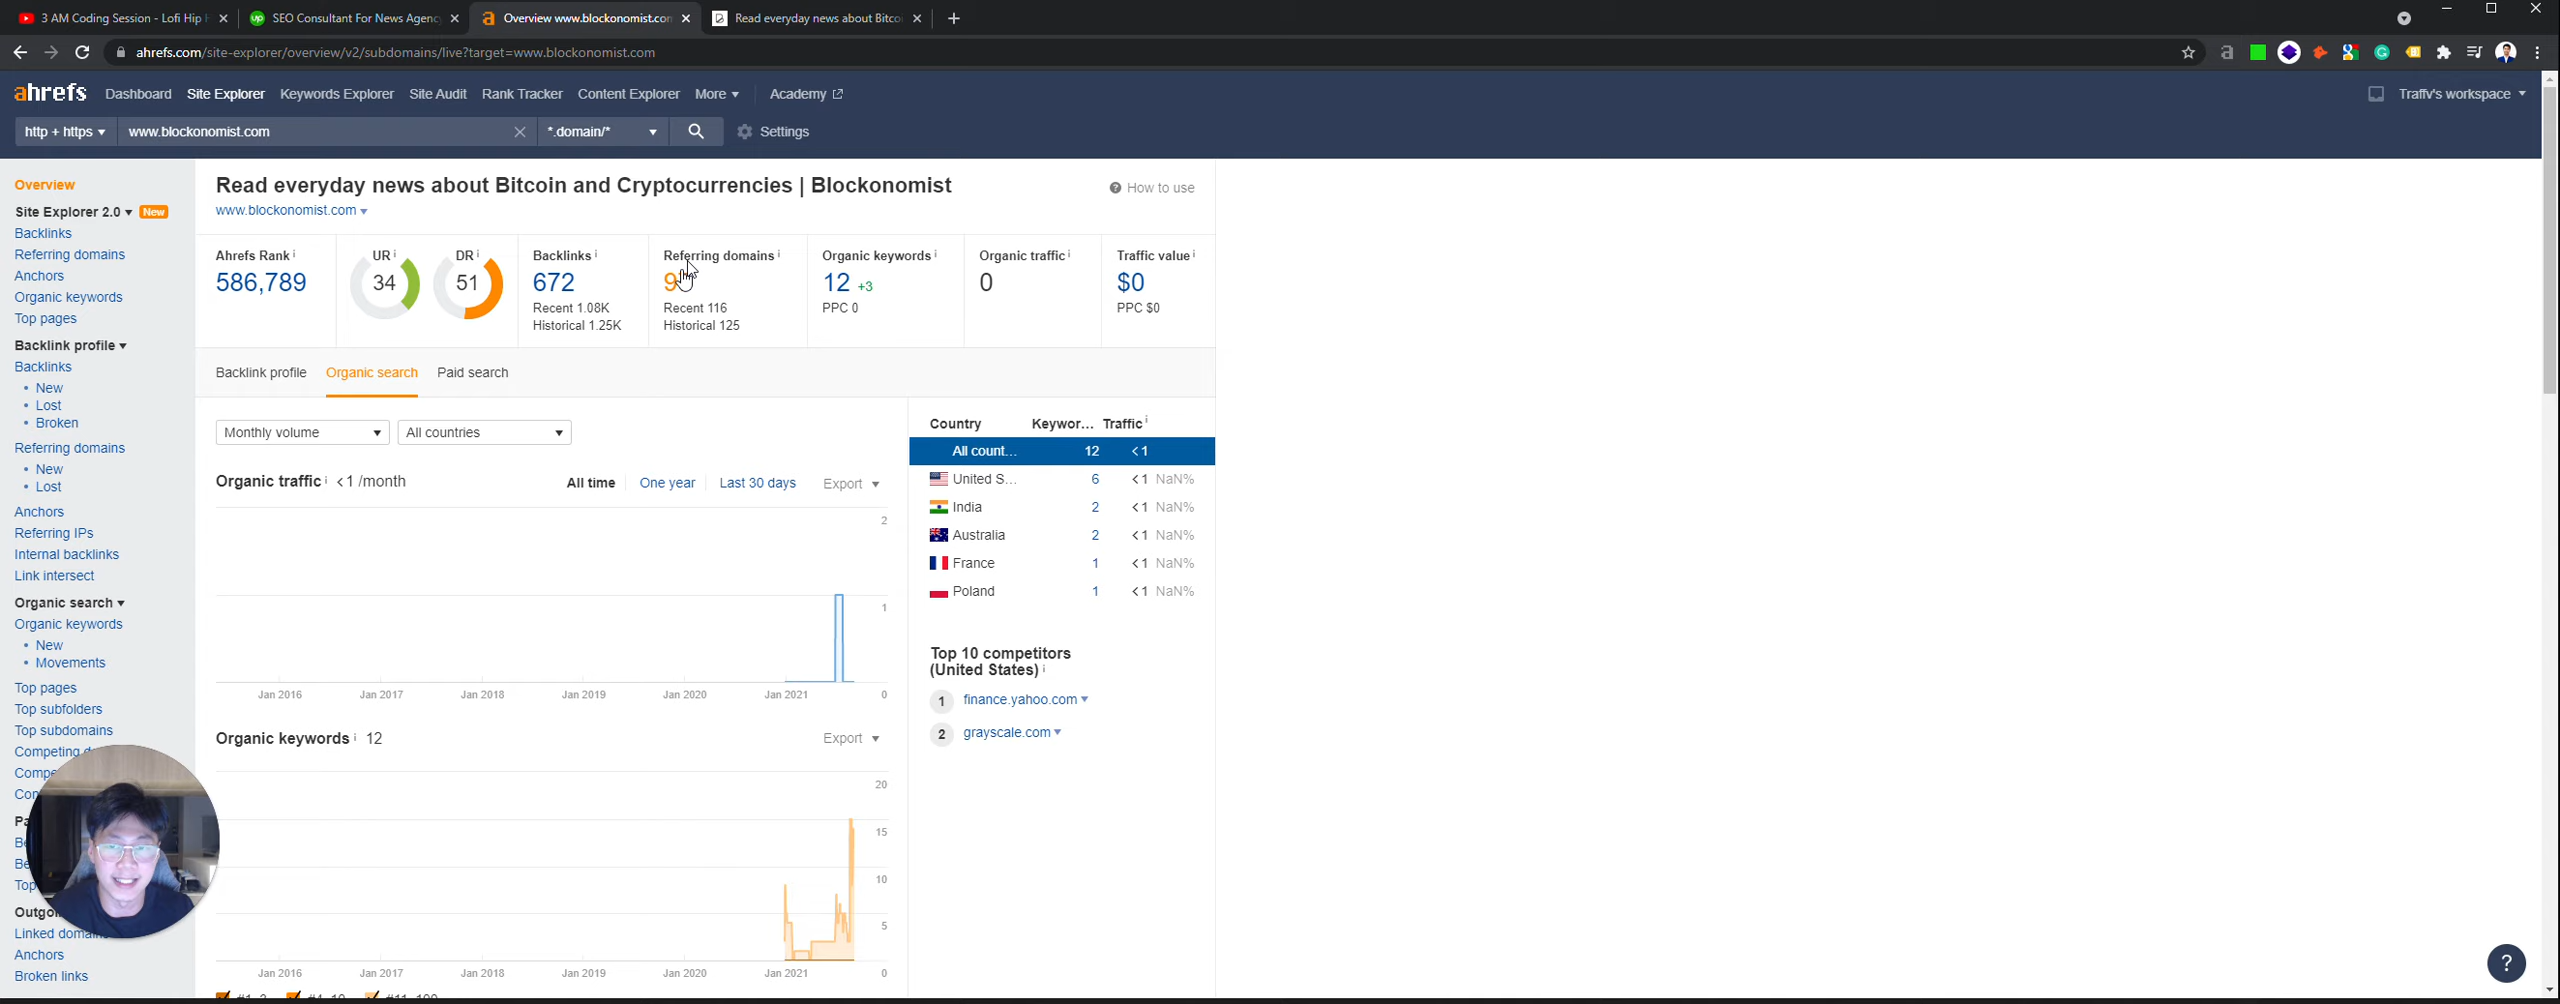 3 AM Coding Session - Lofi Hip H
SEO Consultant For News Agency
Overview www.blockonomist.com
Read everyday news about Bitco
ahrefs.com/site-explorer/overview/v2/subdomains/live?target=www.blockonomist.com
ahrefs Dashboard Site Explorer Keywords Explorer Site Audit Rank Tracker Content Explorer More Academy Traffv's workspace
http + https www.blockonomist.com *.domain/* Settings
Overview
Site Explorer 2.0 New
Backlinks
Referring domains
Anchors
Organic keywords
Top pages
Backlink profile
Backlinks
• New
• Lost
• Broken
Referring domains
• New
• Lost
Anchors
Referring IPs
Internal backlinks
Link intersect
Organic search
Organic keywords
• New
• Movements
Top pages
Top subfolders
Top subdomains
Competing
Linked
Anchors
Broken links
Read everyday news about Bitcoin and Cryptocurrencies | Blockonomist
How to use
www.blockonomist.com
Ahrefs Rank
586,789
UR
34
DR
51
Backlinks
672
Recent 1.08K
Historical 1.25K
Referring domains
Recent 116
Historical 125
Organic keywords
12 +3
PPC 0
Organic traffic
0
Traffic value
$0
PPC $0
Backlink profile Organic search Paid search
Monthly volume All countries
Organic traffic <1 /month
All time One year Last 30 days Export
2
1
0
Jan 2016 Jan 2017 Jan 2018 Jan 2019 Jan 2020 Jan 2021
Organic keywords 12
Export
20
15
10
5
0
Jan 2016 Jan 2017 Jan 2018 Jan 2019 Jan 2020 Jan 2021
Country Keywor... Traffic
All count... 12 <1
United S... 6 <1 NaN%
India 2 <1 NaN%
Australia 2 <1 NaN%
France 1 <1 NaN%
Poland 1 <1 NaN%
Top 10 competitors
(United States)
1 finance.yahoo.com
2 grayscale.com
?